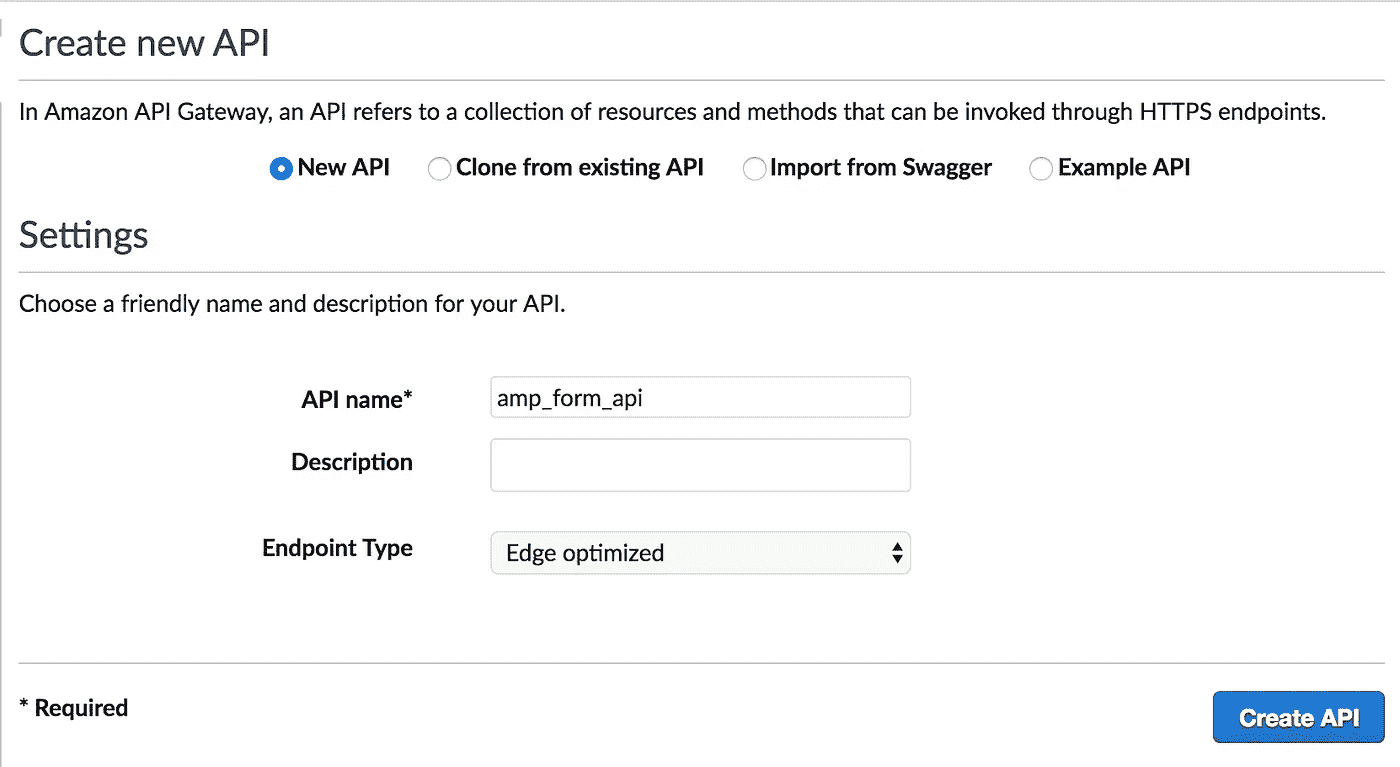 Create new API
In Amazon API Gateway, an API refers to a collection of resources and methods that can be invoked through HTTPS endpoints.
New API Clone from existing API Import from Swagger Example API
Settings
Choose a friendly name and description for your API.
API name* amp_form_api
Description
Endpoint Type Edge optimized
* Required
Create API